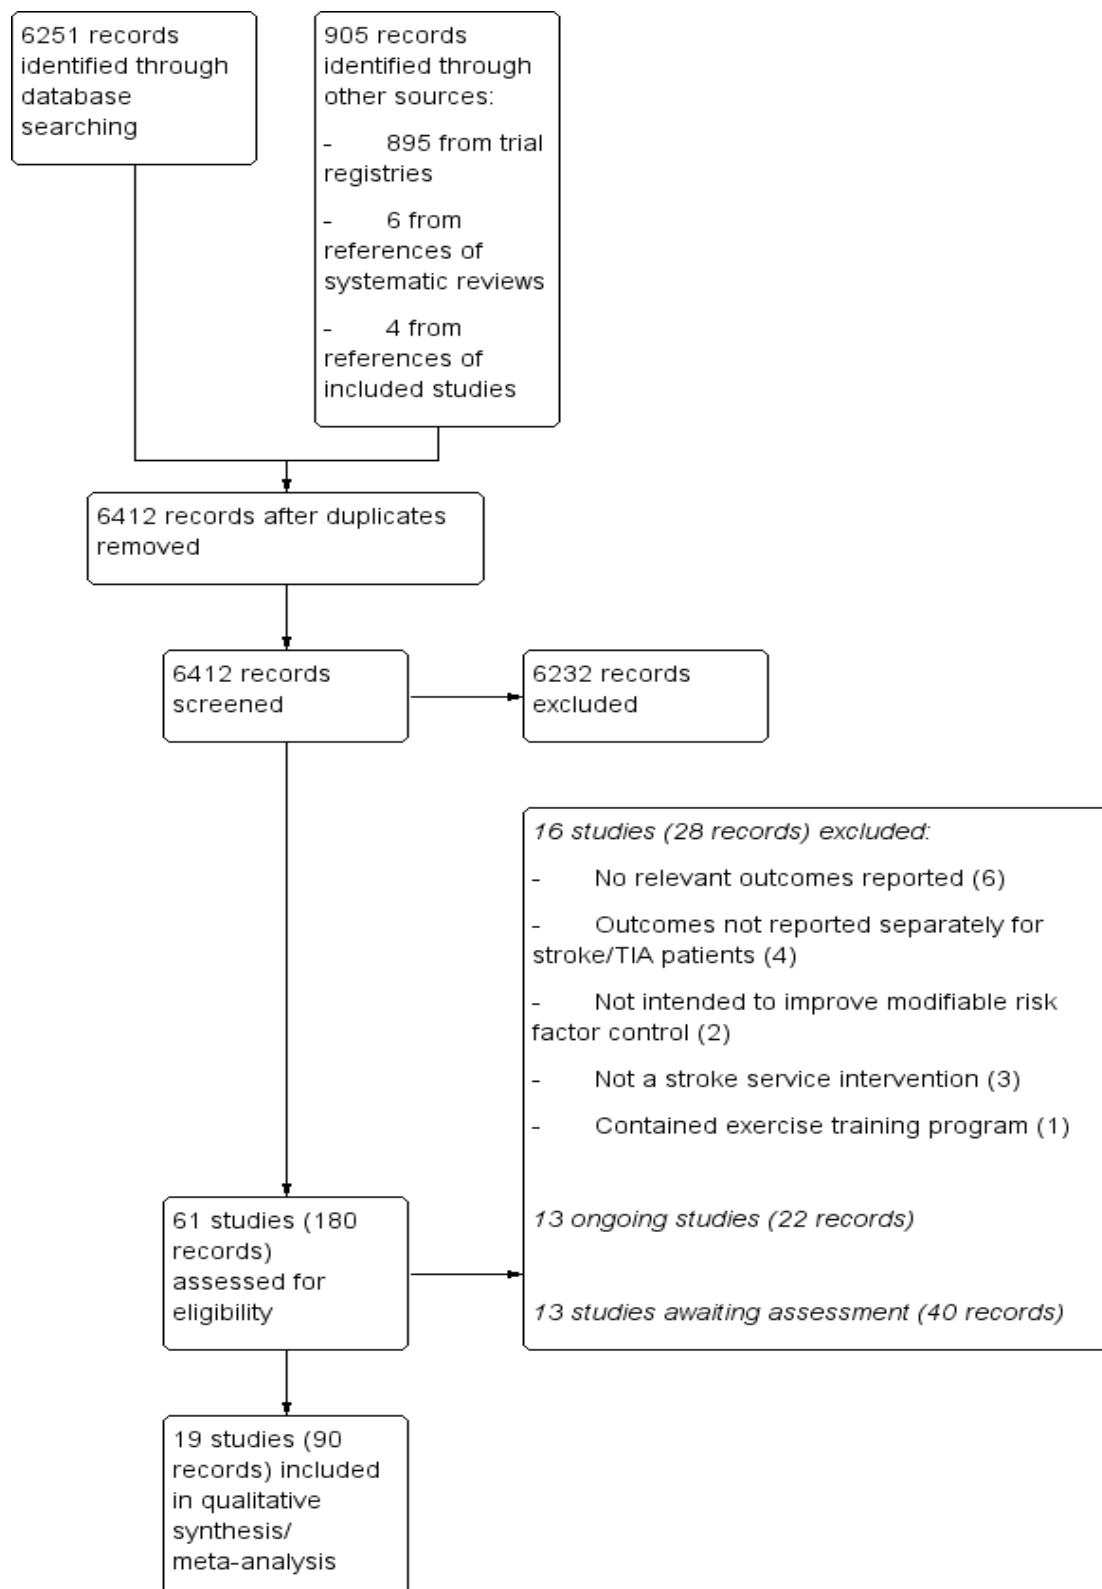 6251 records
identified through
database
searching
905 records
identified through
other sources:
- 895 from trial
registries
- 6 from
references of
systematic reviews
- 4 from
references of
included studies
6412 records after duplicates
removed
6412 records
screened
6232 records
excluded
16 studies (28 records) excluded:
- No relevant outcomes reported (6)
- Outcomes not reported separately for
stroke/TIA patients (4)
- Not intended to improve modifiable risk
factor control (2)
- Not a stroke service intervention (3)
- Contained exercise training program (1)
13 ongoing studies (22 records)
13 studies awaiting assessment (40 records)
61 studies (180
records)
assessed for
eligibility
19 studies (90
records) included
in qualitative
synthesis/
meta-analysis